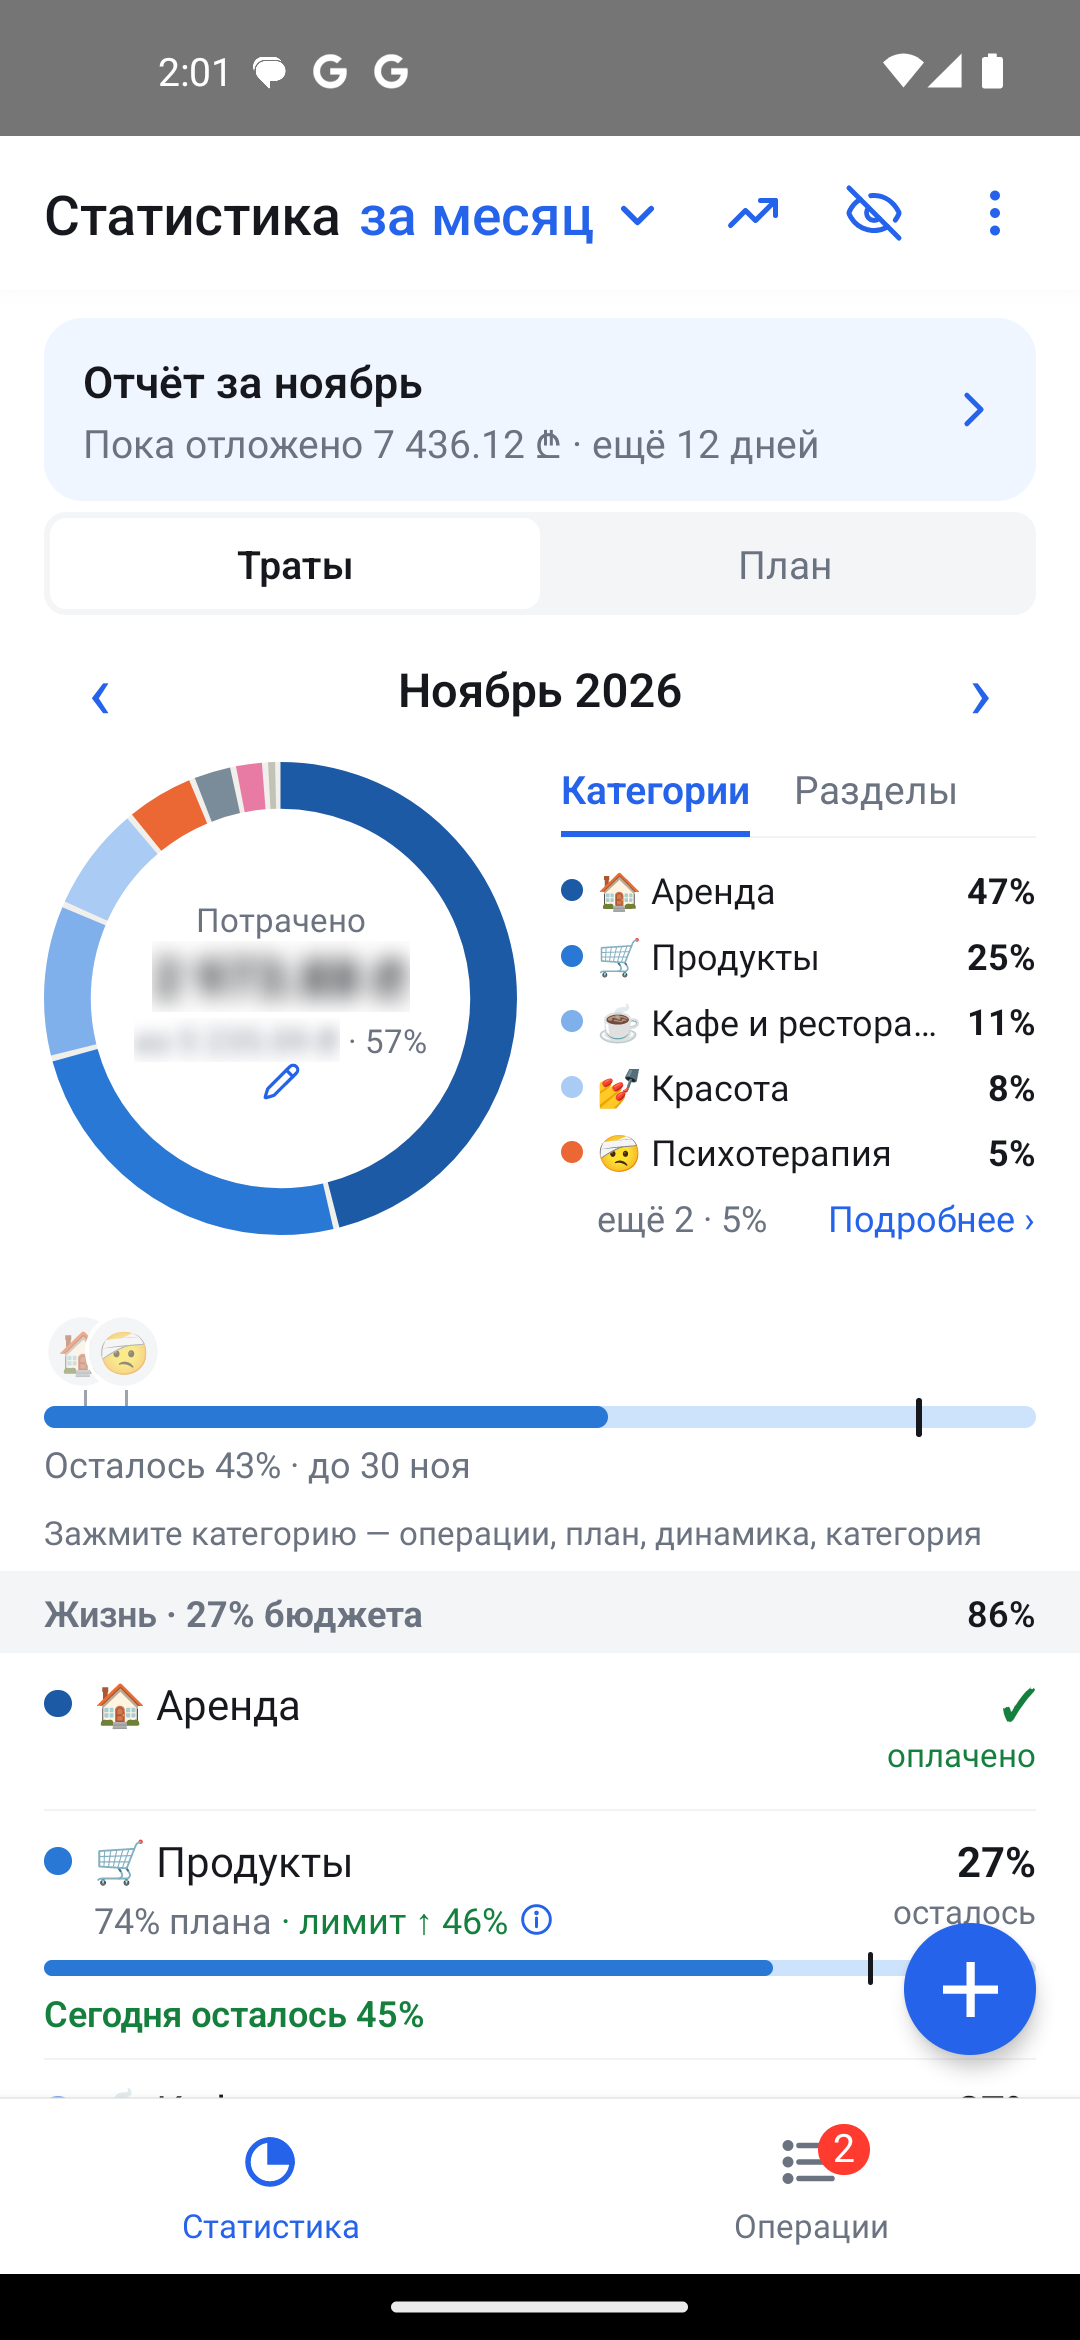 2:01
Статистика за месяц
Отчёт за ноябрь
Пока отложено 7 436.12 ₾ · ещё 12 дней
Траты
План
‹ Ноябрь 2026 ›
Потрачено
· 57%
Категории Разделы
Аренда 47%
Продукты 25%
Кафе и рестора... 11%
Красота 8%
Психотерапия 5%
ещё 2 · 5% Подробнее ›
Осталось 43% · до 30 ноя
Зажмите категорию — операции, план, динамика, категория
Жизнь · 27% бюджета 86%
Аренда ✓
оплачено
Продукты 27%
74% плана · лимит ↑ 46% осталось
Сегодня осталось 45%
2
Статистика Операции